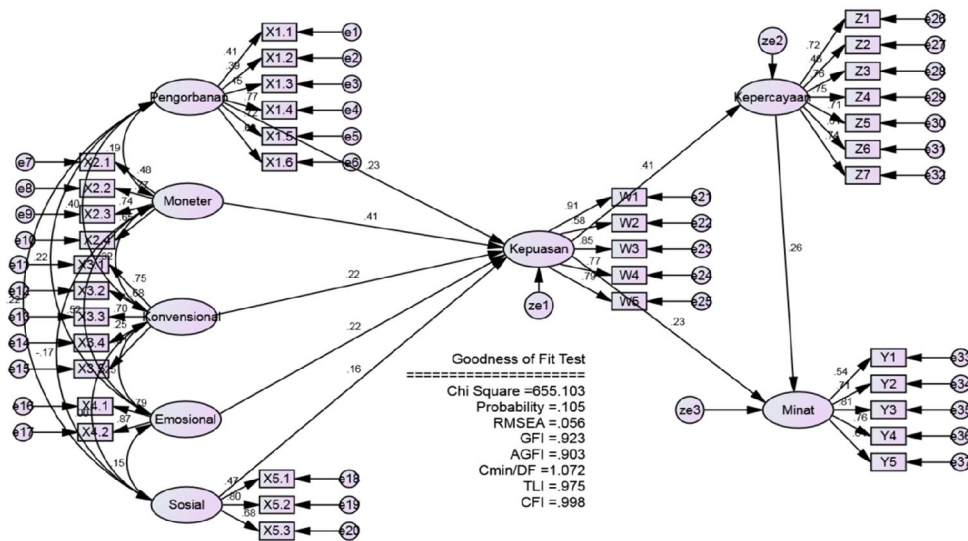 X1.1
e1
X1.2
e2
X1.3
e3
X1.4
e4
X1.5
e5
X1.6
e6
.41
.39
.77
Pengorbanan
.23
e7
X2.1
e8
X2.2
e9
X2.3
e10
X2.4
.19
.48
.74
Moneter
.41
.40
e11
X3.1
e12
X3.2
e13
X3.3
e14
X3.4
e15
.22
.75
.68
.70
.25
Konvensional
.22
-.17
e16
X4.1
e17
X4.2
.79
.87
Emosional
.22
.15
Sosial
.16
.47
.80
.68
X5.1
e18
X5.2
e19
X5.3
e20
Kepuasan
ze1
.91
.58
.85
.77
.79
W1
e21
W2
e22
W3
e23
W4
e24
W5
e25
.41
.23
ze2
Kepercayaan
.72
.75
.71
Z1
e26
Z2
e27
Z3
e28
Z4
e29
Z5
e30
Z6
e31
Z7
e32
.26
ze3
Minat
.54
.71
.81
.76
Y1
e33
Y2
e34
Y3
e35
Y4
e36
Y5
e37
Goodness of Fit Test
=====================
Chi Square =655.103
Probability =.105
RMSEA =.056
GFI =.923
AGFI =.903
Cmin/DF =1.072
TLI =.975
CFI =.998